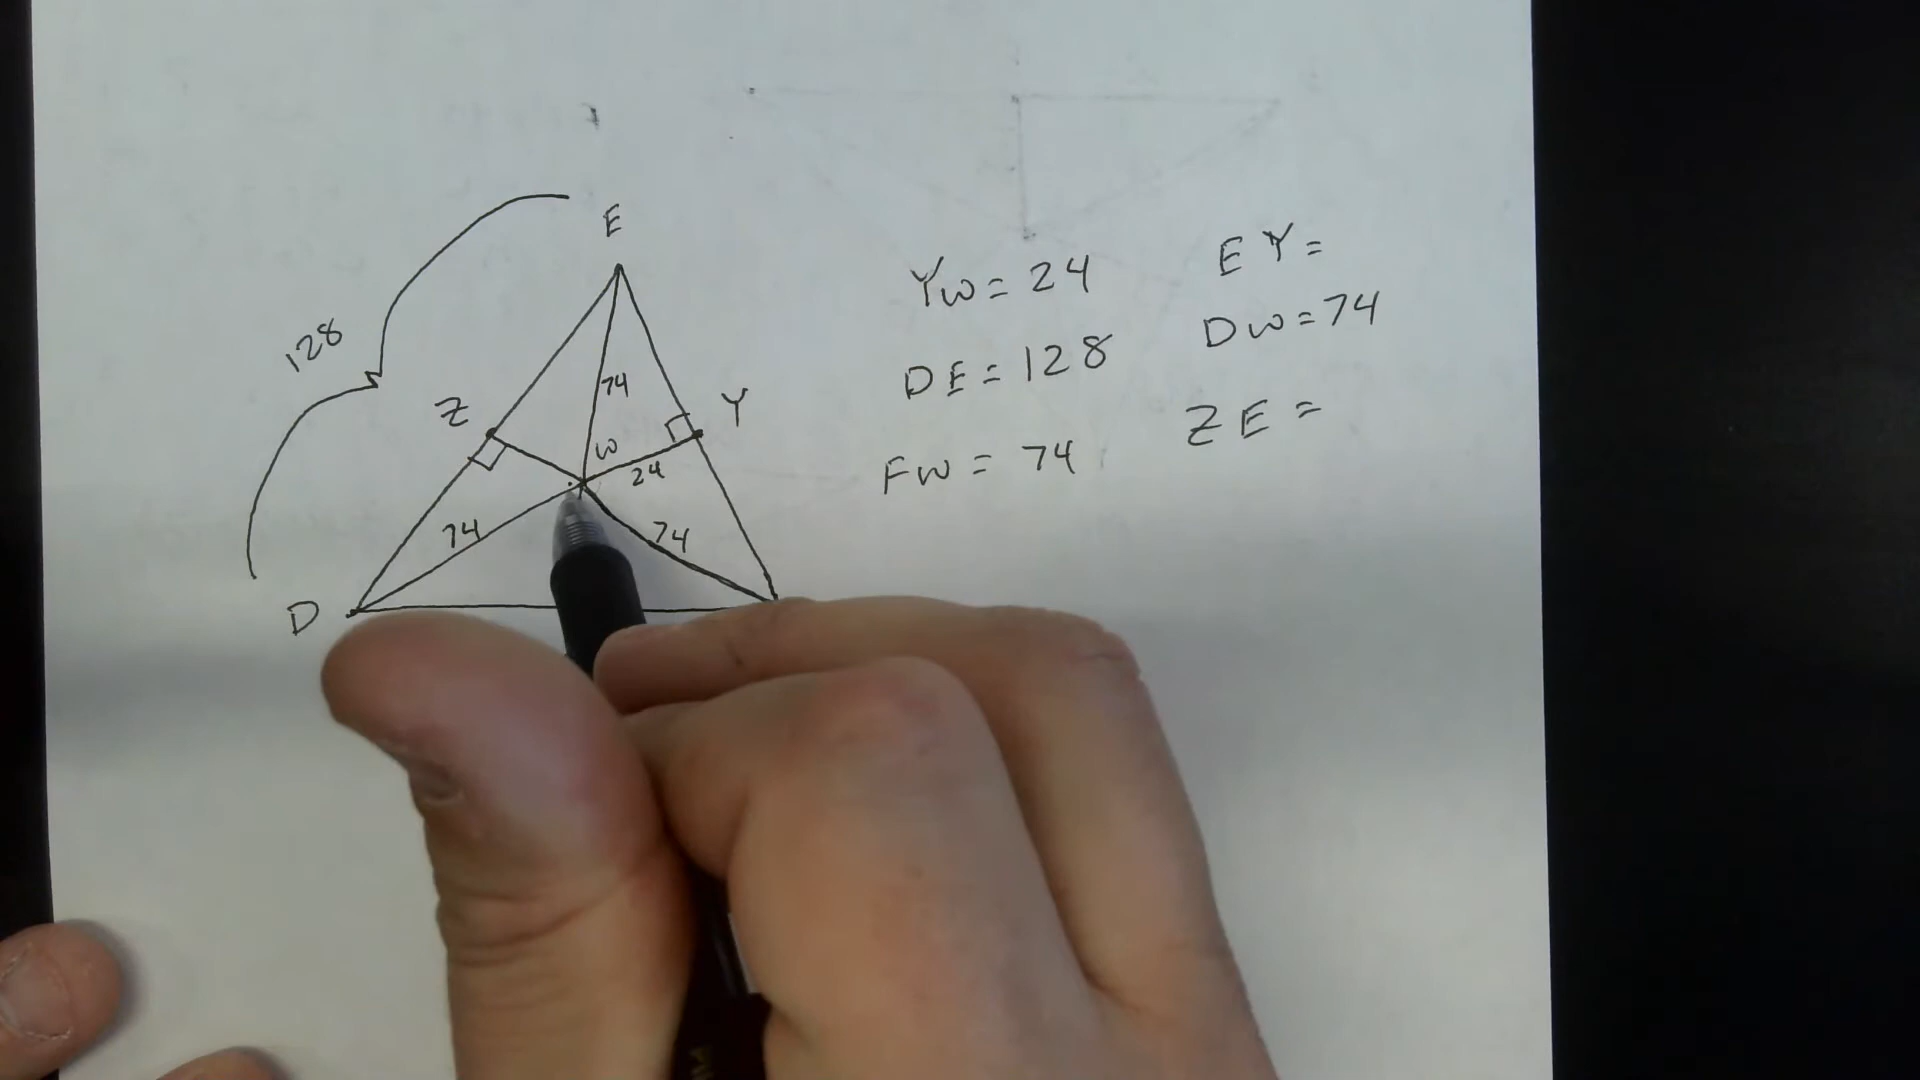 E
128
Z
Y
74
W
24
74
74
D
YW = 24
DE = 128
FW = 74
EY =
DW = 74
ZE =